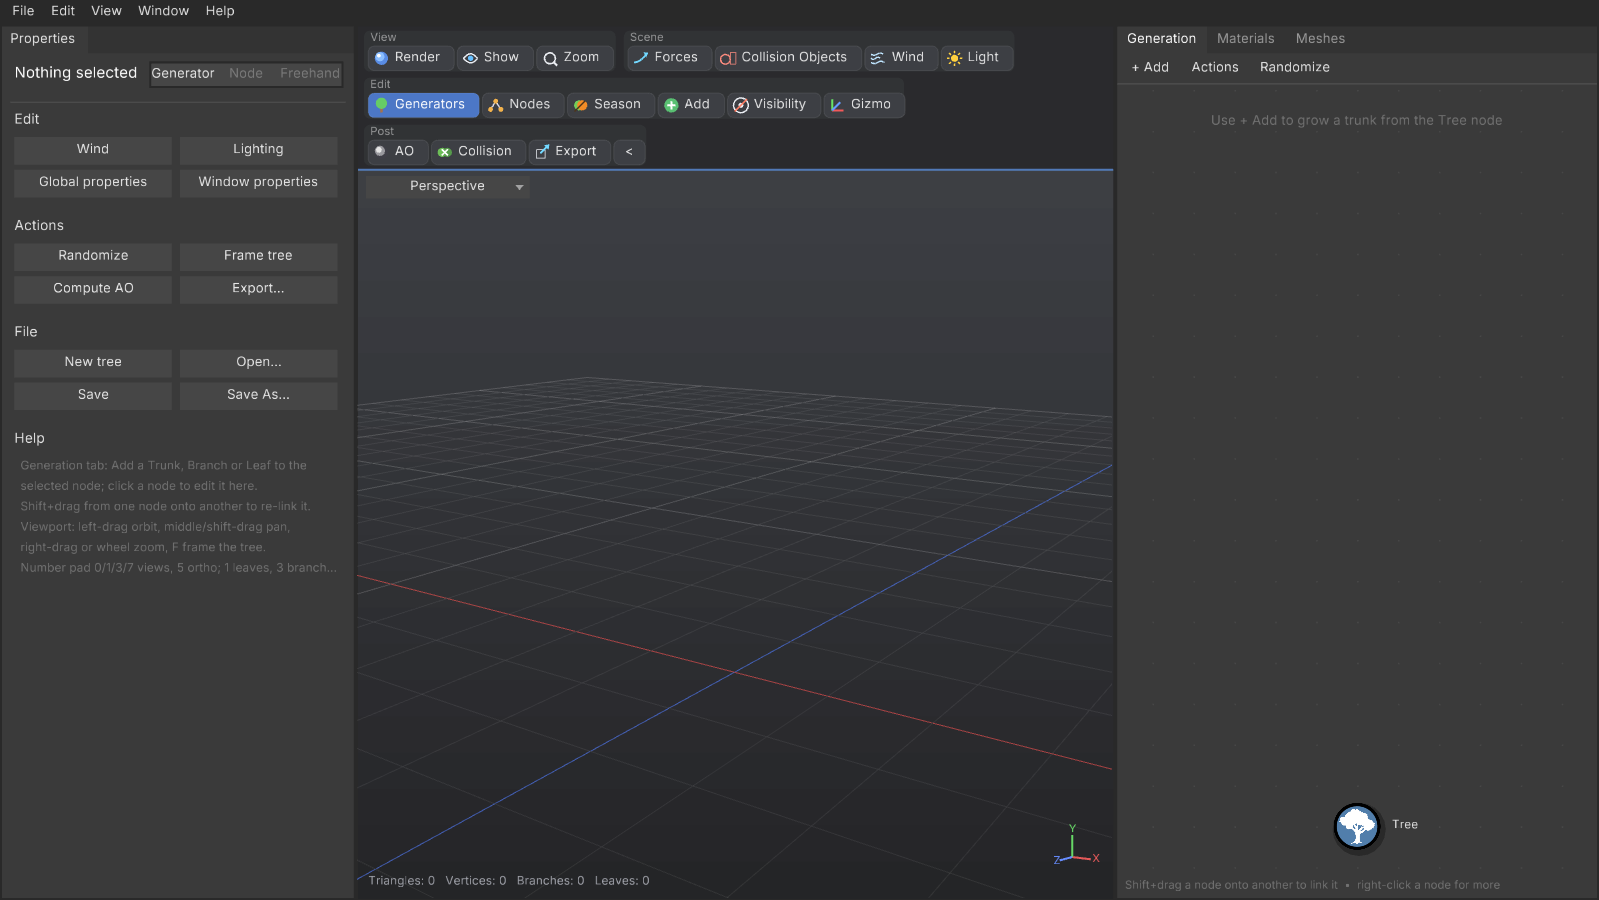 File Edit View Window Help
Properties
Nothing selected Generator Node Freehand
Edit
Wind Lighting
Global properties Window properties
Actions
Randomize Frame tree
Compute AO Export...
File
New tree Open...
Save Save As...
Help
Generation tab: Add a Trunk, Branch or Leaf to the
selected node; click a node to edit it here.
Shift+drag from one node onto another to re-link it.
Viewport: left-drag orbit, middle/shift-drag pan,
right-drag or wheel zoom, F frame the tree.
Number pad 0/1/3/7 views, 5 ortho; 1 leaves, 3 branch...
View Scene
Render Show Zoom Forces Collision Objects Wind Light
Edit
Generators Nodes Season Add Visibility Gizmo
Post
AO Collision Export <
Perspective
Y
Z X
Triangles: 0 Vertices: 0 Branches: 0 Leaves: 0
Generation Materials Meshes
+ Add Actions Randomize
Use + Add to grow a trunk from the Tree node
Tree
Shift+drag a node onto another to link it • right-click a node for more